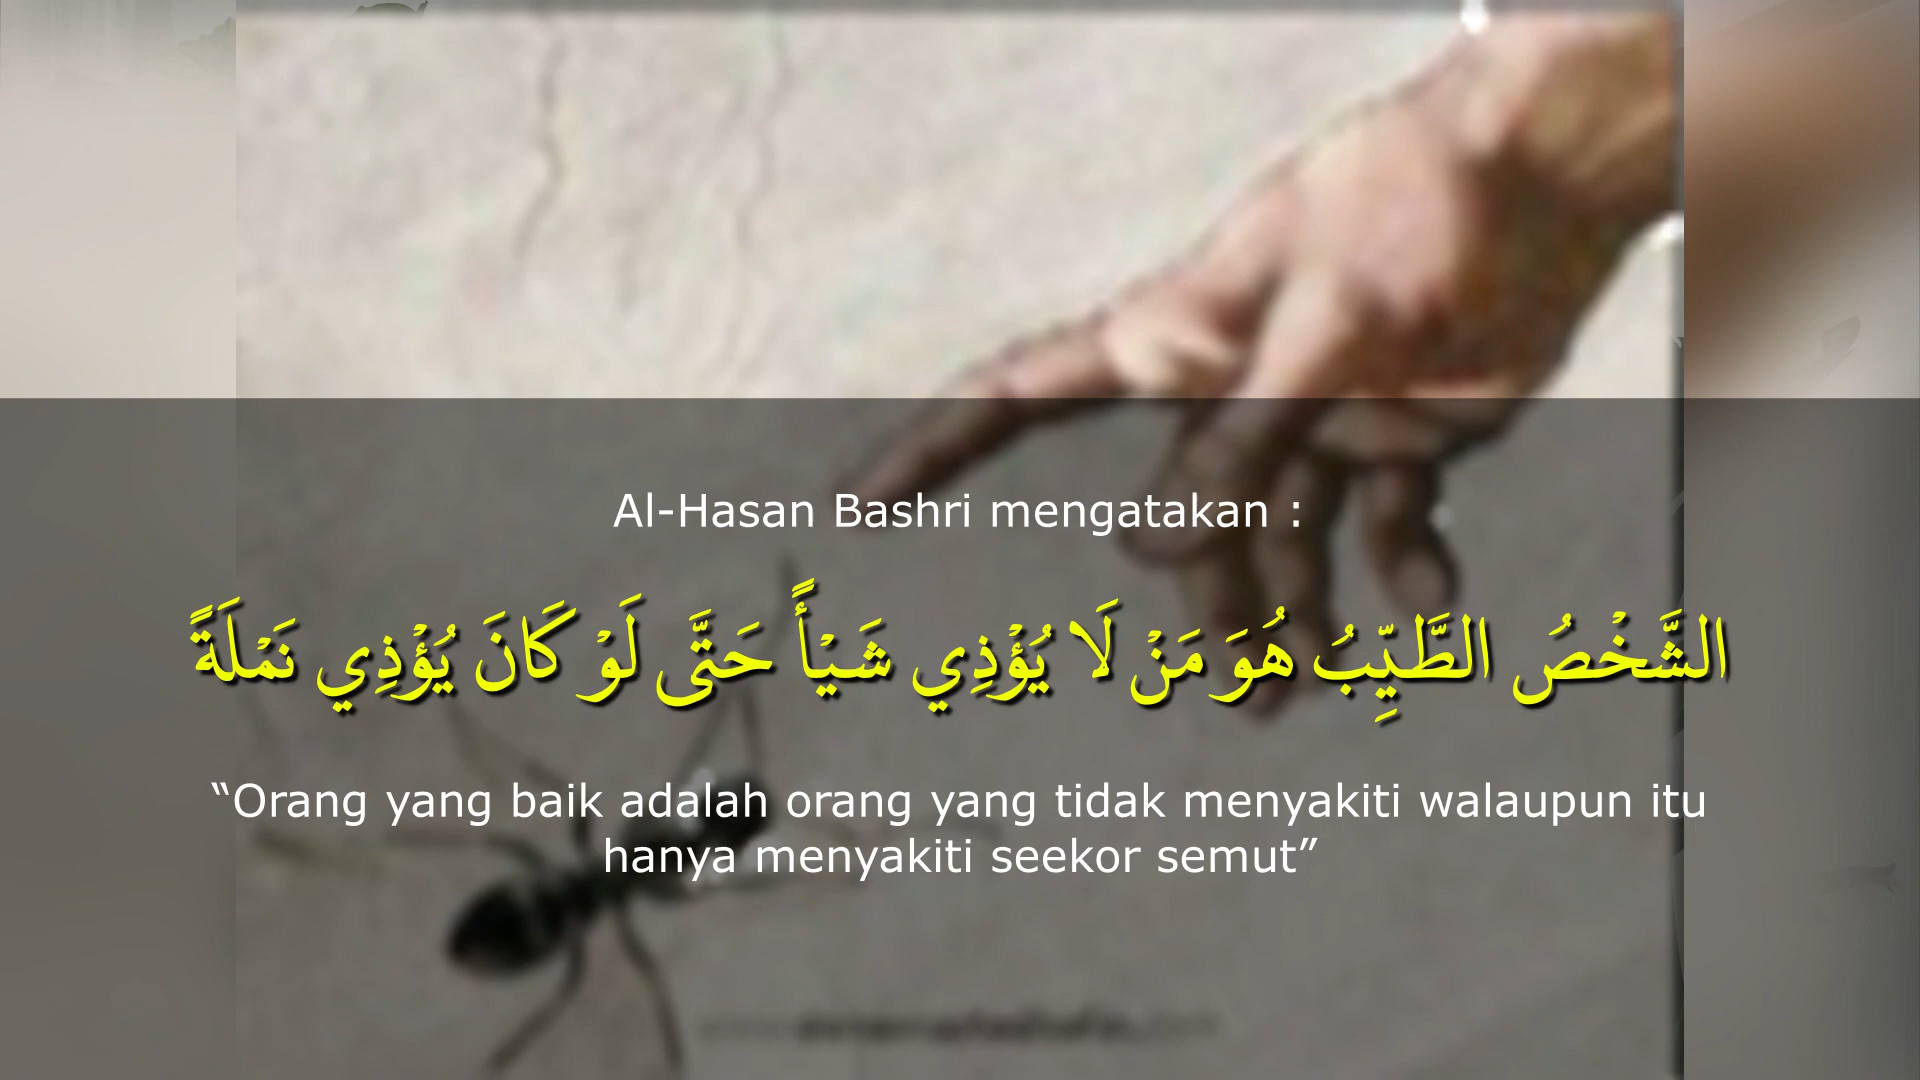 Al-Hasan Bashri mengatakan :
الشَّخْصُ الطَّيِّبُ هُوَ مَنْ لَا يُؤْذِي شَيْأً حَتَّى لَوْ كَانَ يُؤْذِي نَمْلَةً
“Orang yang baik adalah orang yang tidak menyakiti walaupun itu
hanya menyakiti seekor semut”